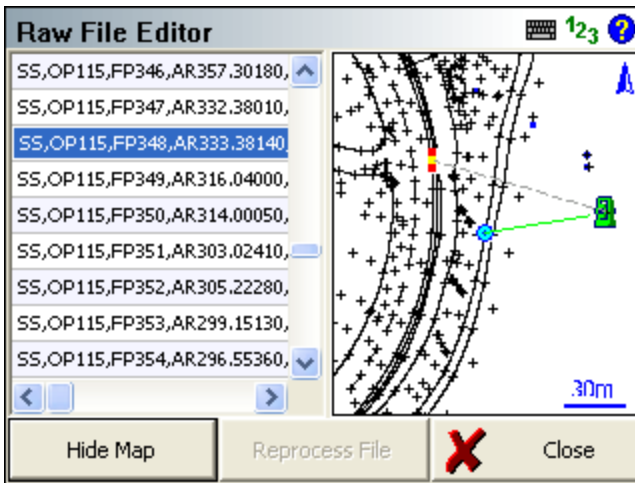 Raw File Editor
123
?
SS,OP115,FP346,AR357.30180,
SS,OP115,FP347,AR332.38010,
SS,OP115,FP348,AR333.38140,
SS,OP115,FP349,AR316.04000,
SS,OP115,FP350,AR314.00050,
SS,OP115,FP351,AR303.02410,
SS,OP115,FP352,AR305.22280,
SS,OP115,FP353,AR299.15130,
SS,OP115,FP354,AR296.55360,
30m
Hide Map
Reprocess File
Close